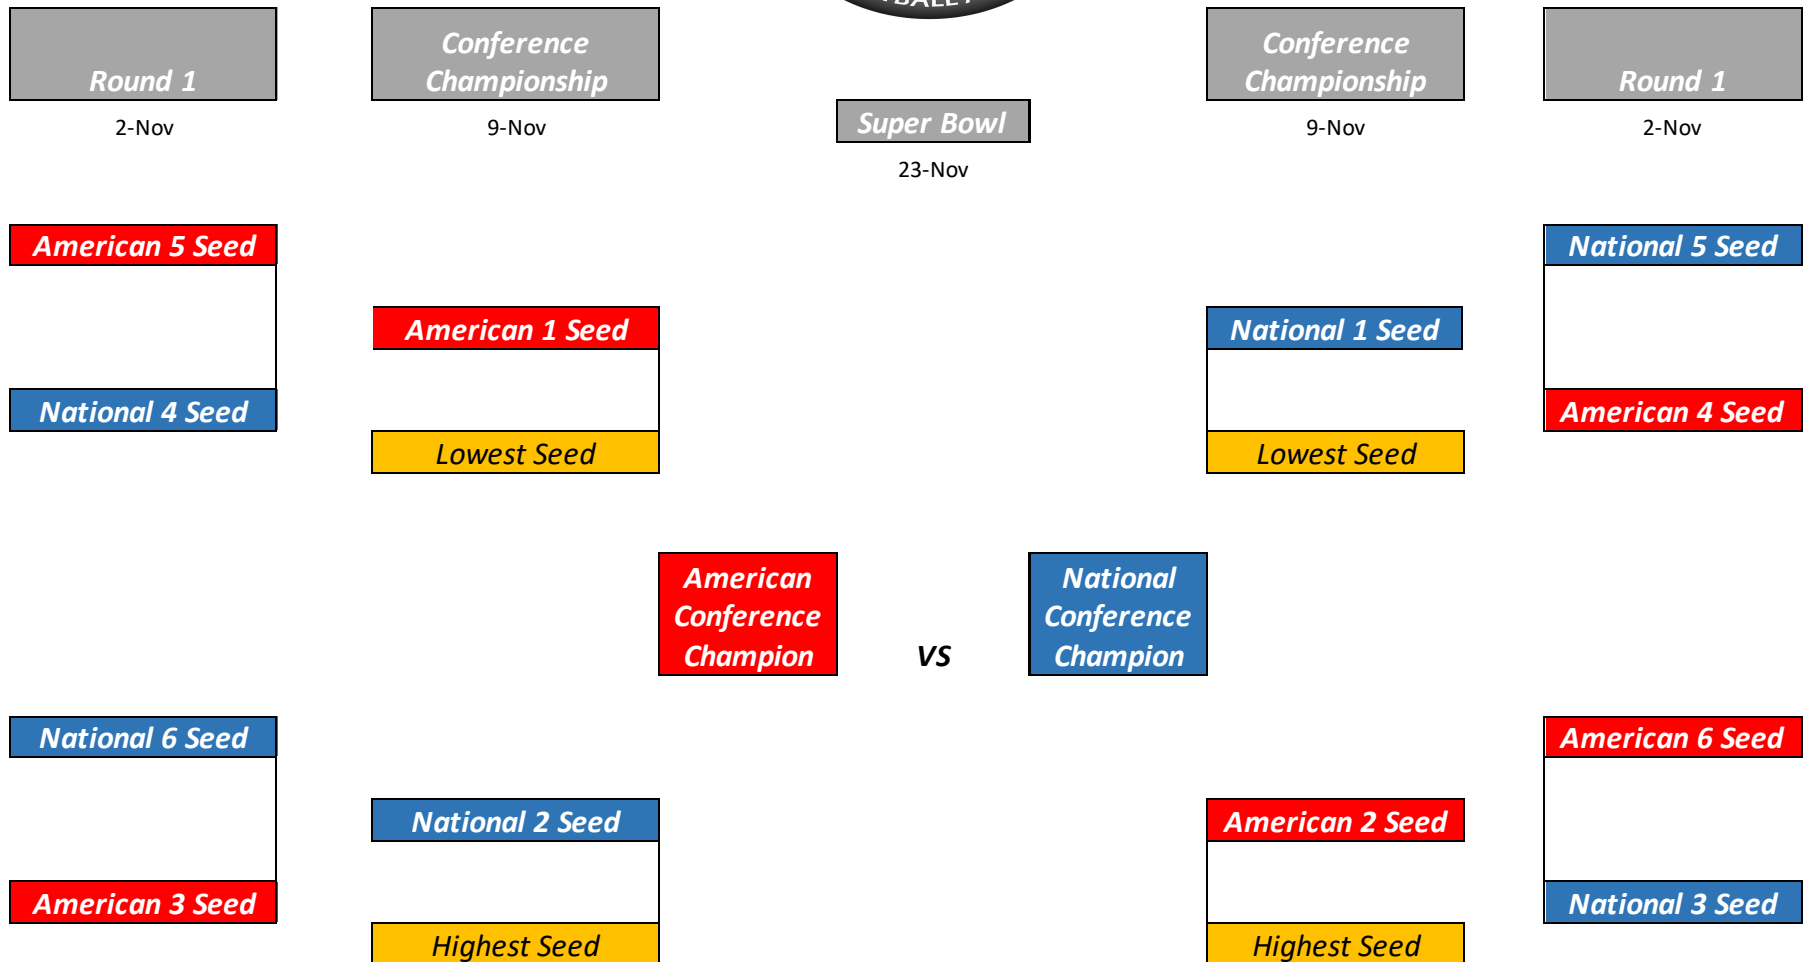 Round 1
Conference
Championship
Conference
Championship
Round 1
2-Nov
9-Nov
Super Bowl
9-Nov
2-Nov
23-Nov
American 5 Seed
National 5 Seed
American 1 Seed
National 1 Seed
National 4 Seed
American 4 Seed
Lowest Seed
Lowest Seed
American
Conference
Champion
VS
National
Conference
Champion
National 6 Seed
American 6 Seed
National 2 Seed
American 2 Seed
American 3 Seed
National 3 Seed
Highest Seed
Highest Seed